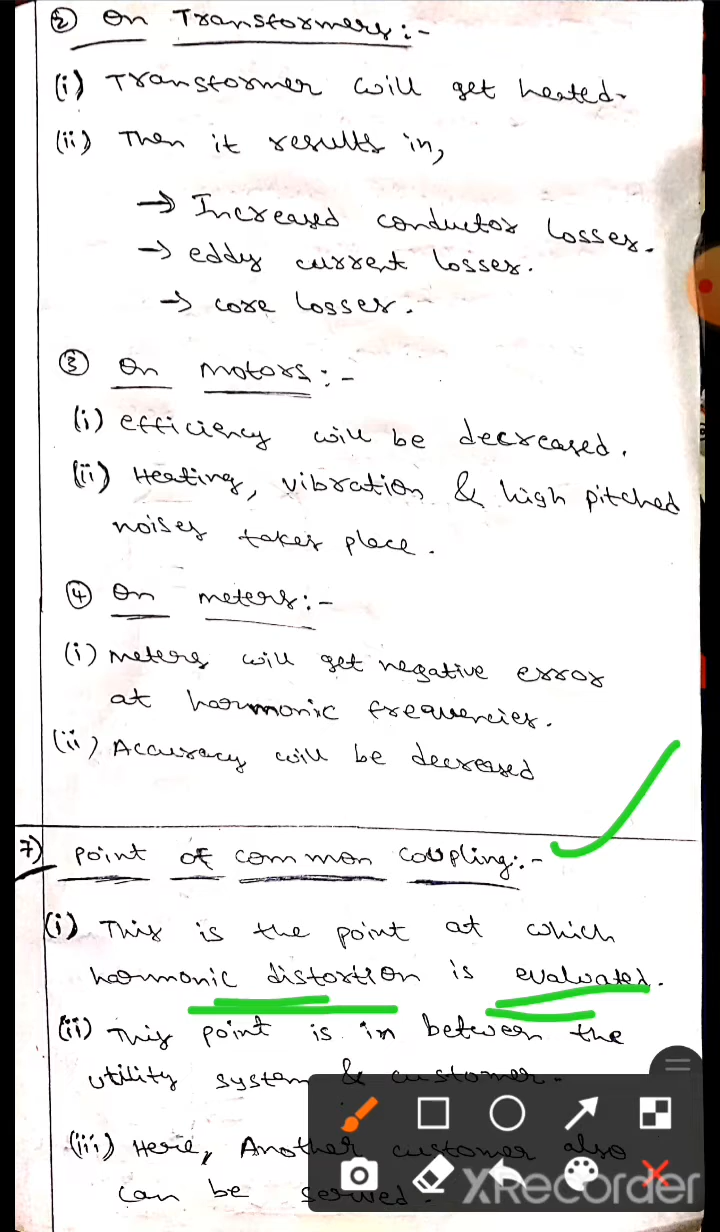 ② On Transformers:-
(i) Transformer will get heated.
(ii) Then it results in,
→ Increased conductor losses.
→ eddy current losses.
→ core losses.
③ On motors:-
(i) efficiency will be decreased.
(ii) Heating, vibration & high pitched
noises takes place.
④ On meters:-
(i) meters will get negative error
at harmonic frequencies.
(ii) Accuracy will be decreased
7) Point of common coupling:-
(i) This is the point at which
harmonic distortion is evaluated.
(ii) This point is in between the
utility system & customer.
(iii) Here, Another customer also
can be served.
XRecorder